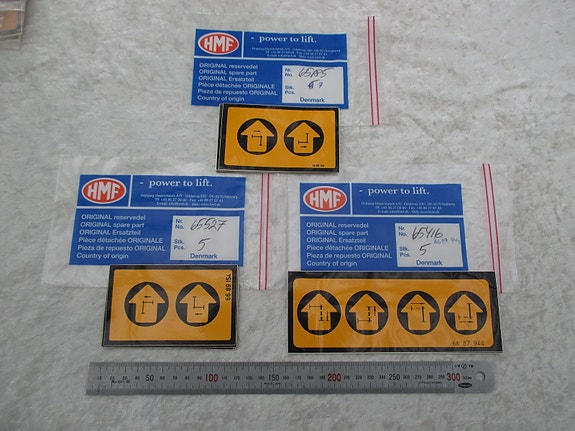 HMF
- power to lift.
ORIGINAL reservedel
ORIGINAL spare part
ORIGINAL Ersatzteil
Pièce détachée ORIGINALE
Pieza de repuesto ORIGINAL
Country of origin
Nr.
No.
65185
Stk.
Pcs.
Denmark
HMF
- power to lift.
ORIGINAL reservedel
ORIGINAL spare part
ORIGINAL Ersatzteil
Pièce détachée ORIGINALE
Pieza de repuesto ORIGINAL
Country of origin
Nr.
No.
65527
Stk.
Pcs.
5
Denmark
HMF
- power to lift.
ORIGINAL reservedel
ORIGINAL spare part
ORIGINAL Ersatzteil
Pièce détachée ORIGINALE
Pieza de repuesto ORIGINAL
Country of origin
Nr.
No.
65416
Stk.
Pcs.
5
Denmark
50 100 150 200 250 300